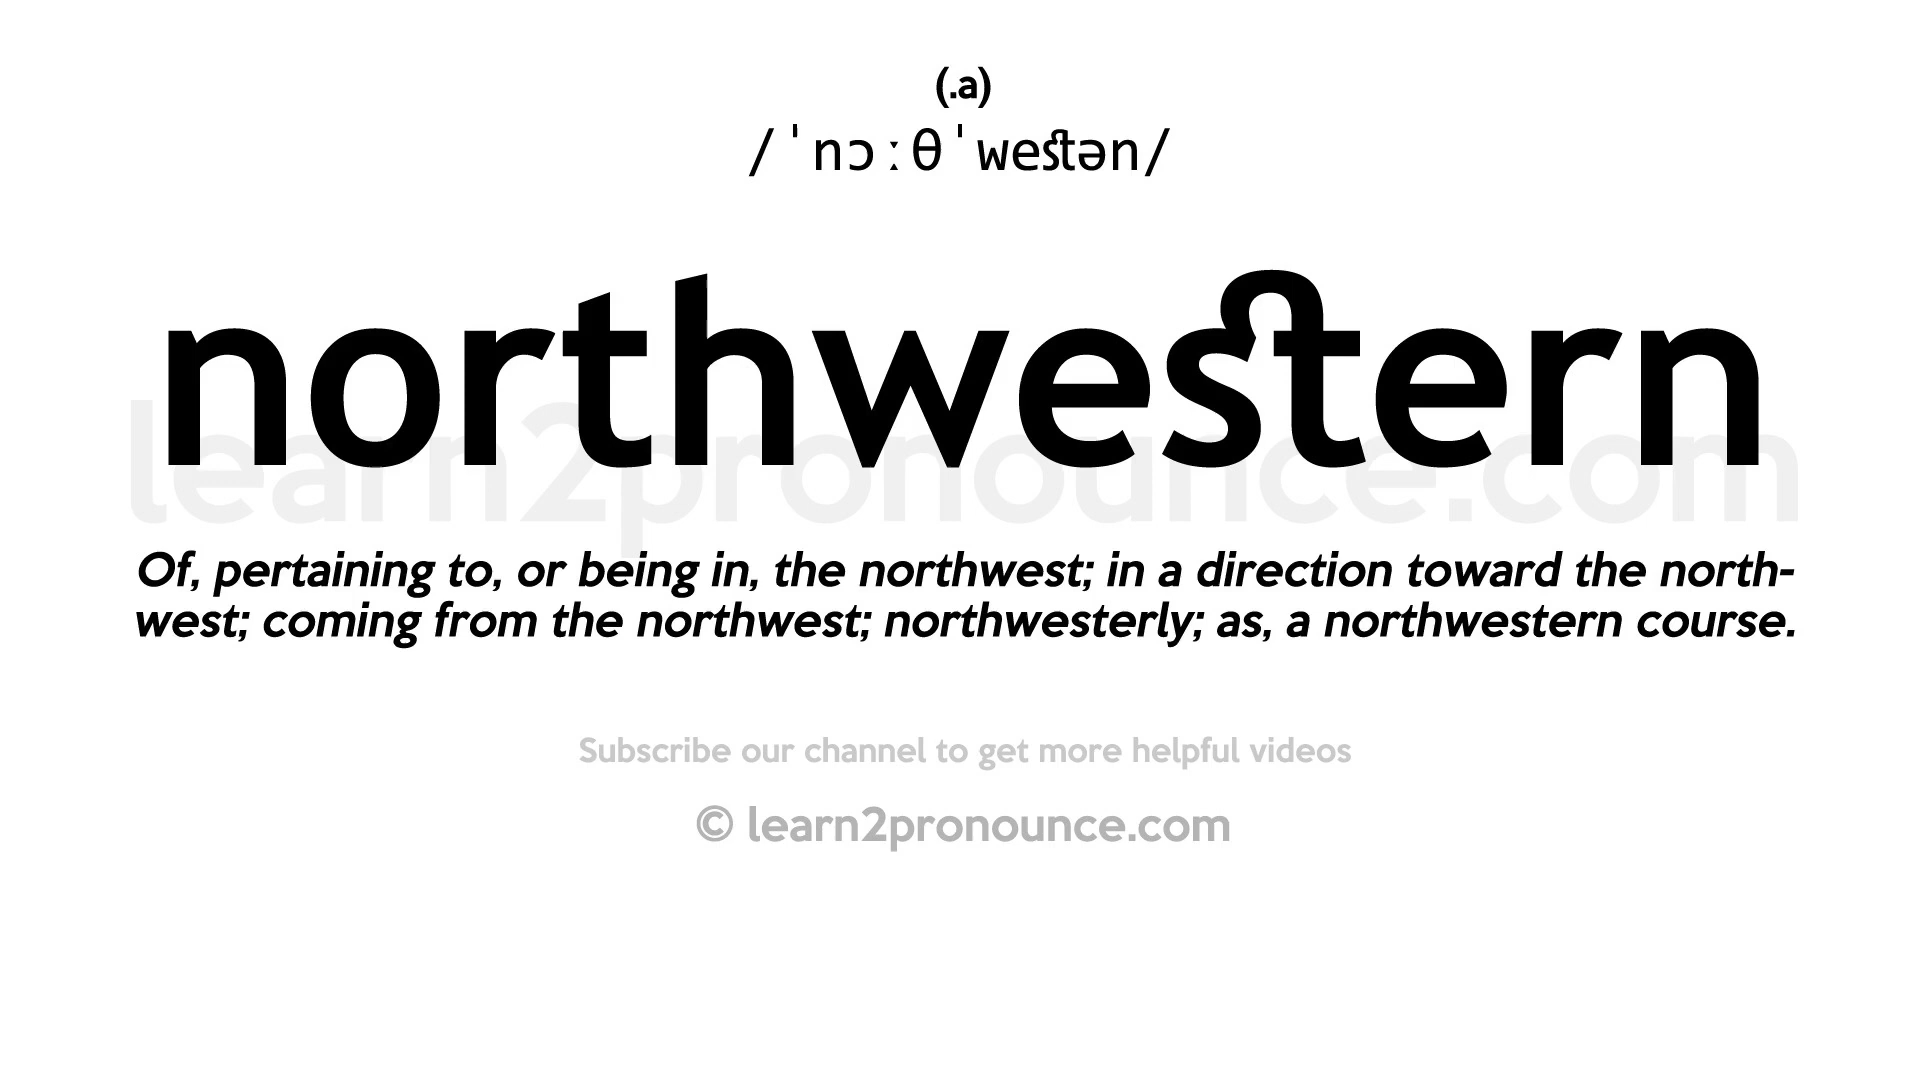 (.a)
/ˈnɔːθˈwestən/
northwestern
learn2pronounce.com
Of, pertaining to, or being in, the northwest; in a direction toward the north-
west; coming from the northwest; northwesterly; as, a northwestern course.
Subscribe our channel to get more helpful videos
© learn2pronounce.com